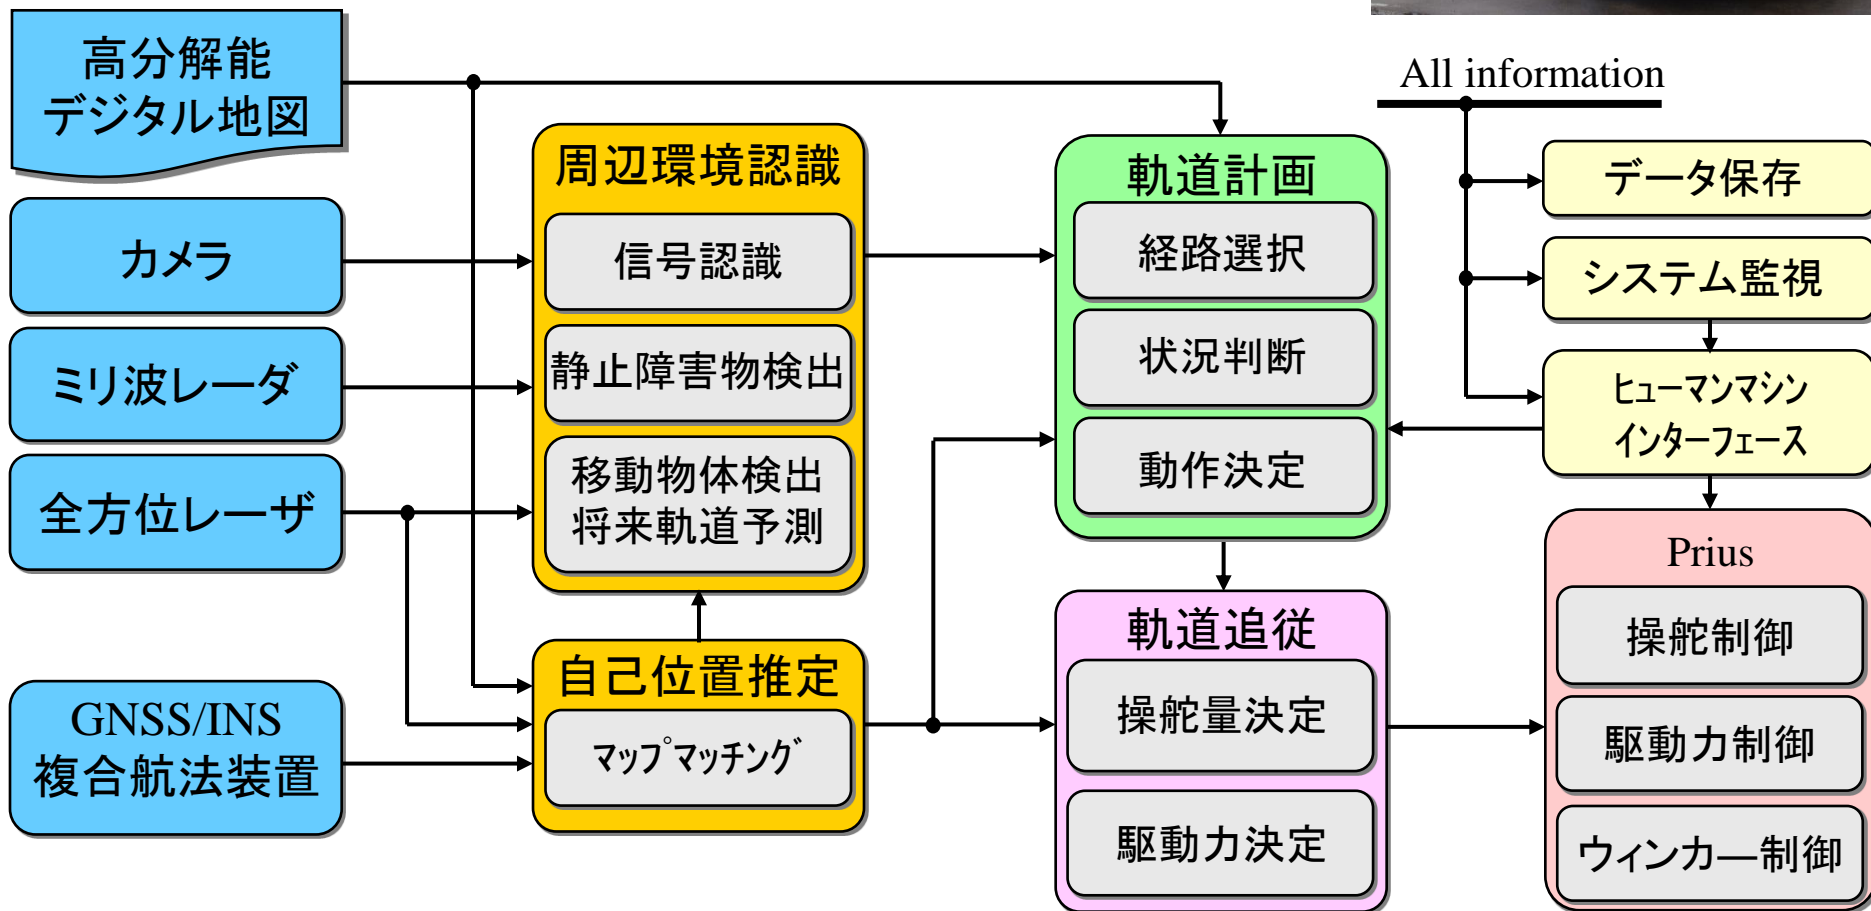 高分解能
デジタル地図
カメラ
ミリ波レーダ
全方位レーザ
GNSS/INS
複合航法装置
周辺環境認識
信号認識
静止障害物検出
移動物体検出
将来軌道予測
自己位置推定
マップマッチング
軌道計画
経路選択
状況判断
動作決定
軌道追従
操舵量決定
駆動力決定
All information
データ保存
システム監視
ヒューマンマシン
インターフェース
Prius
操舵制御
駆動力制御
ウィンカ―制御